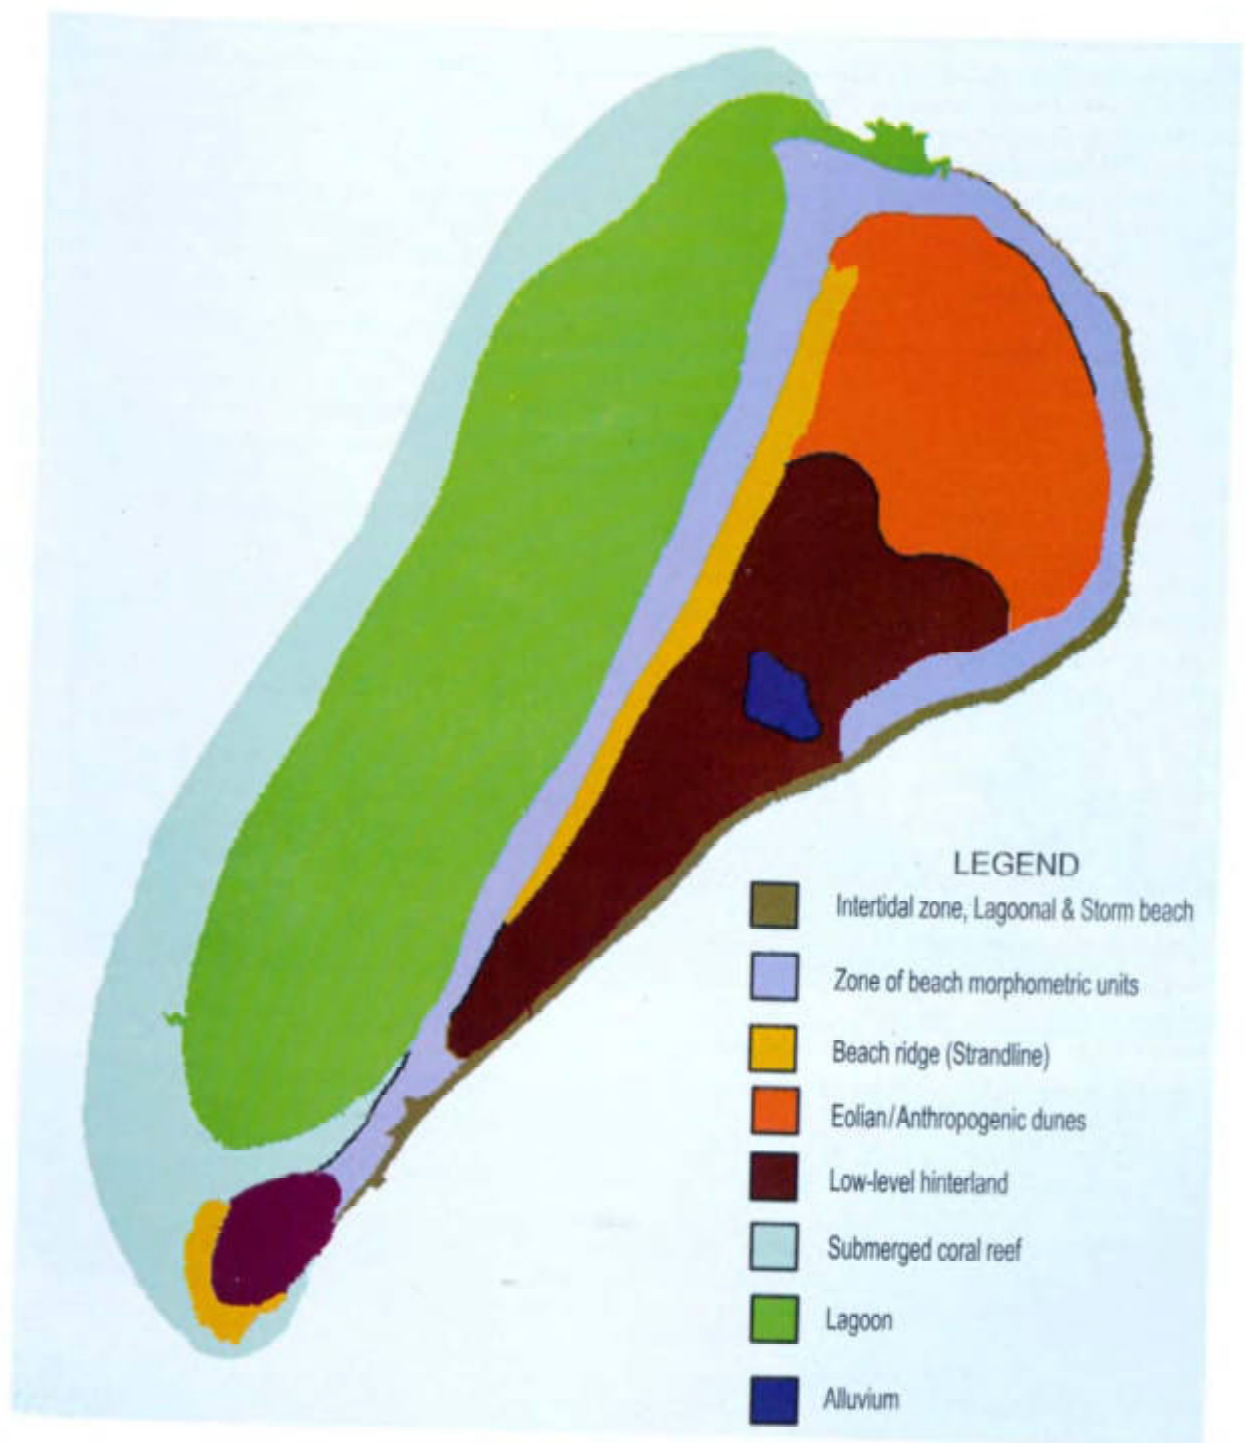 LEGEND
Intertidal zone, Lagoonal & Storm beach
Zone of beach morphometric units
Beach ridge (Strandline)
Eolian/Anthropogenic dunes
Low-level hinterland
Submerged coral reef
Lagoon
Alluvium